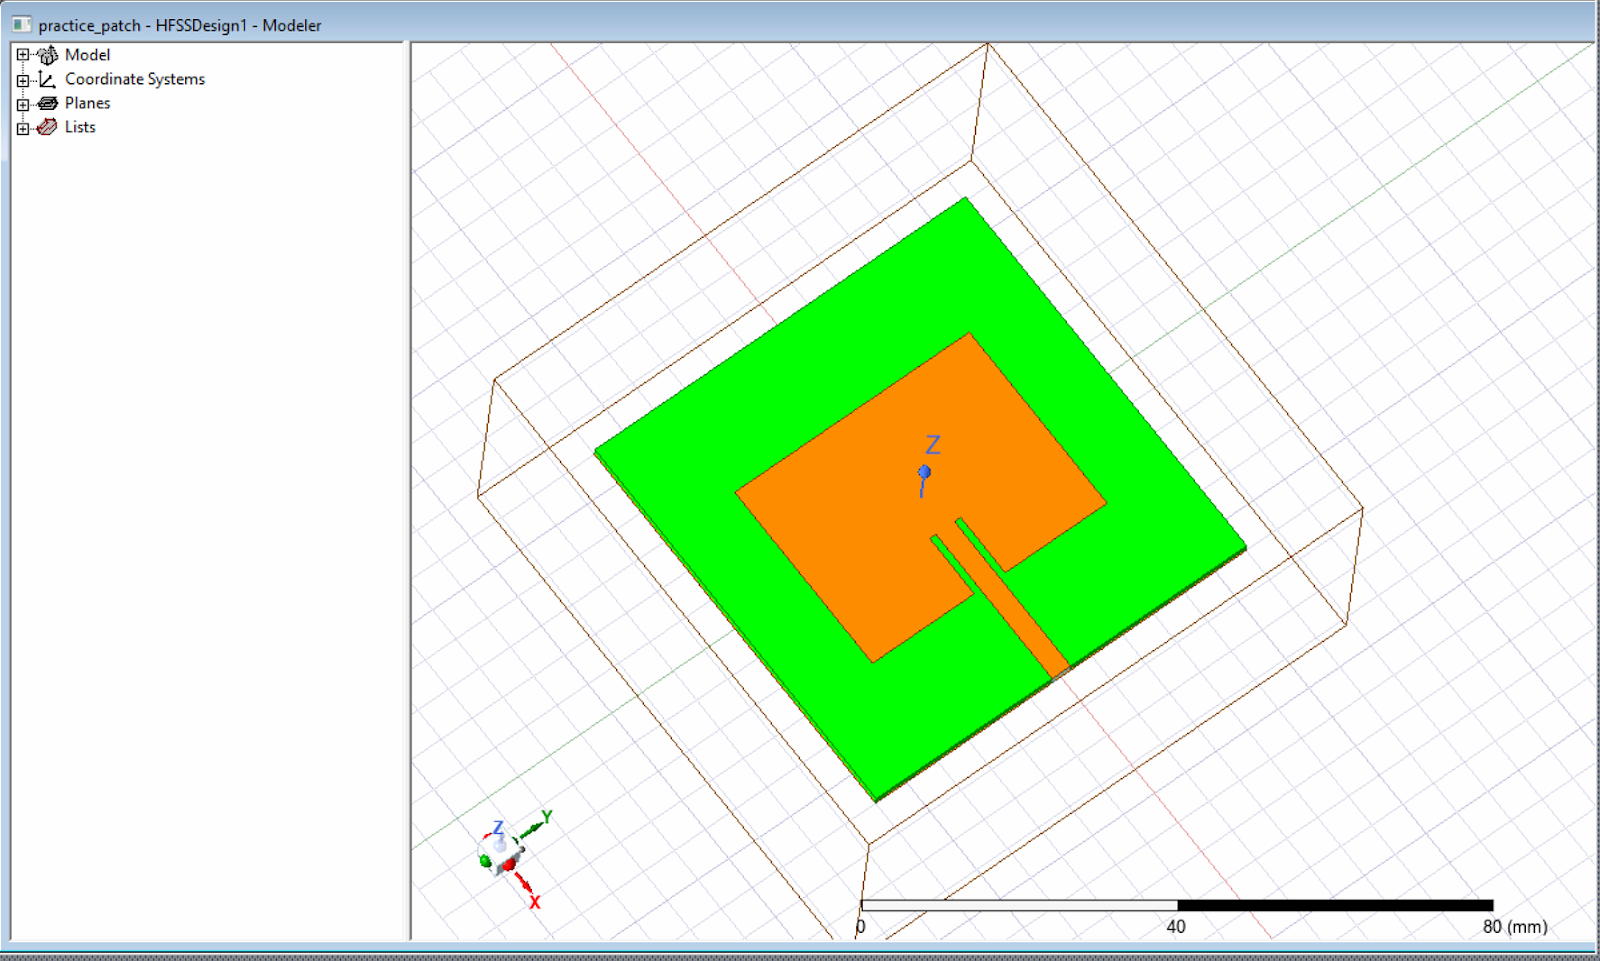 practice_patch - HFSSDesign1 - Modeler
Model
Coordinate Systems
Planes
Lists
Z
Z
Y
X
0 40 80 (mm)